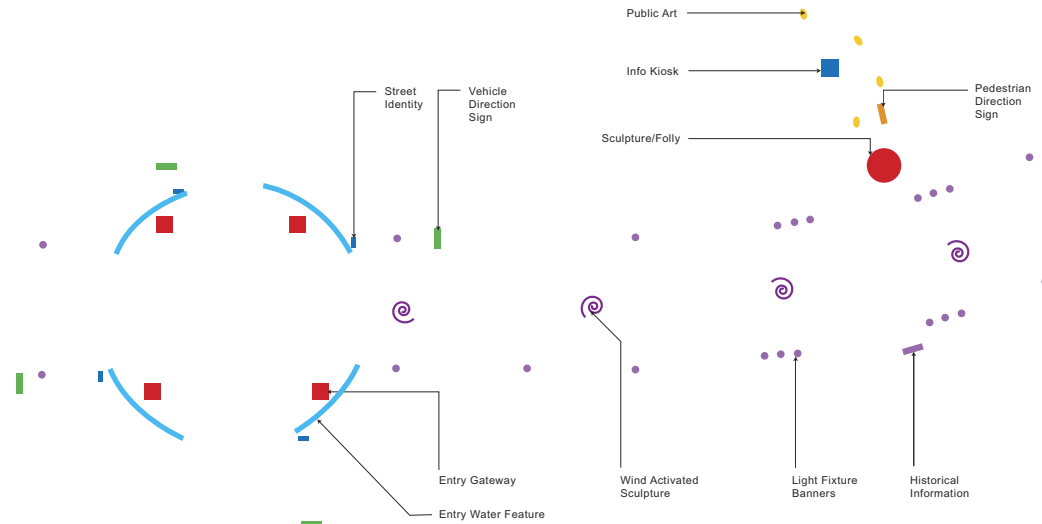 Public Art
Info Kiosk
Street
Identity
Vehicle
Direction
Sign
Pedestrian
Direction
Sign
Sculpture/Folly
Entry Gateway
Entry Water Feature
Wind Activated
Sculpture
Light Fixture
Banners
Historical
Information